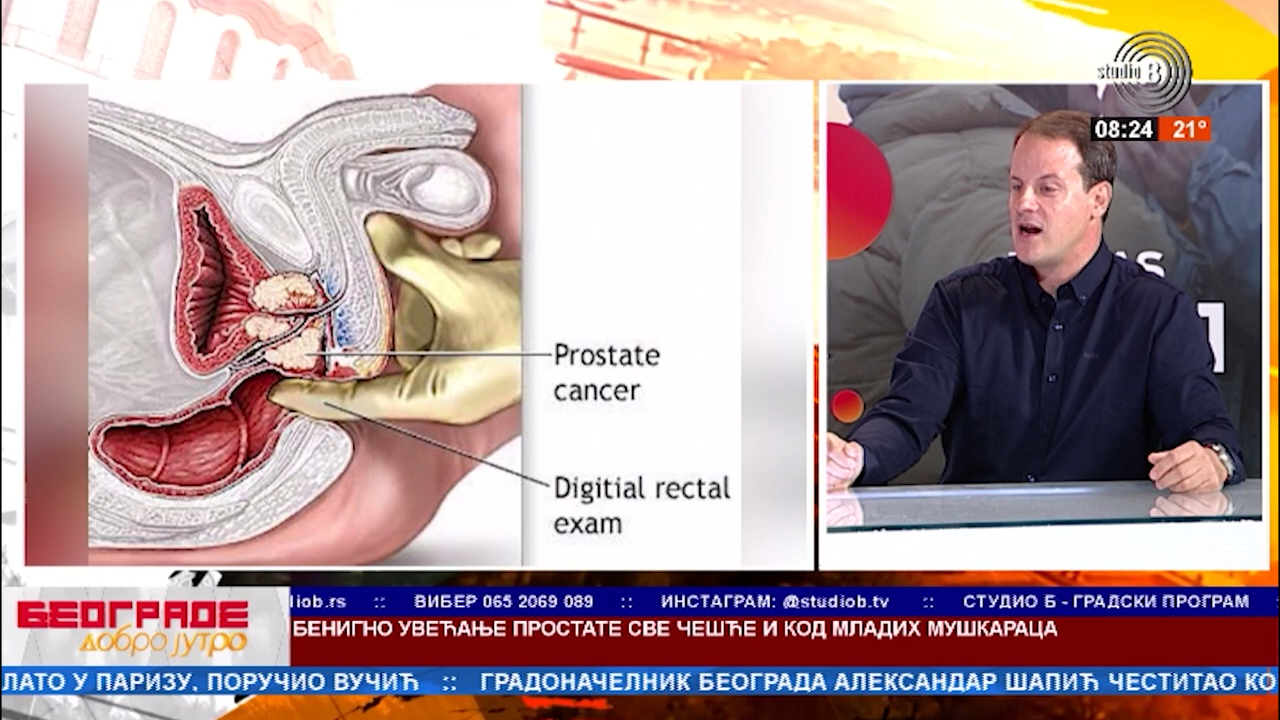 studio B
08:24 21°
Prostate
cancer
Digitial rectal
exam
БЕОГРАДЕ
добро јутро
iob.rs :: ВИБЕР 065 2069 089 :: ИНСТАГРАМ: @studiob.tv :: СТУДИО Б - ГРАДСКИ ПРОГРАМ
БЕНИГНО УВЕЋАЊЕ ПРОСТАТЕ СВЕ ЧЕШЋЕ И КОД МЛАДИХ МУШКАРАЦА
ЛАТО У ПАРИЗУ, ПОРУЧИО ВУЧИЋ :: ГРАДОНАЧЕЛНИК БЕОГРАДА АЛЕКСАНДАР ШАПИЋ ЧЕСТИТАО КО